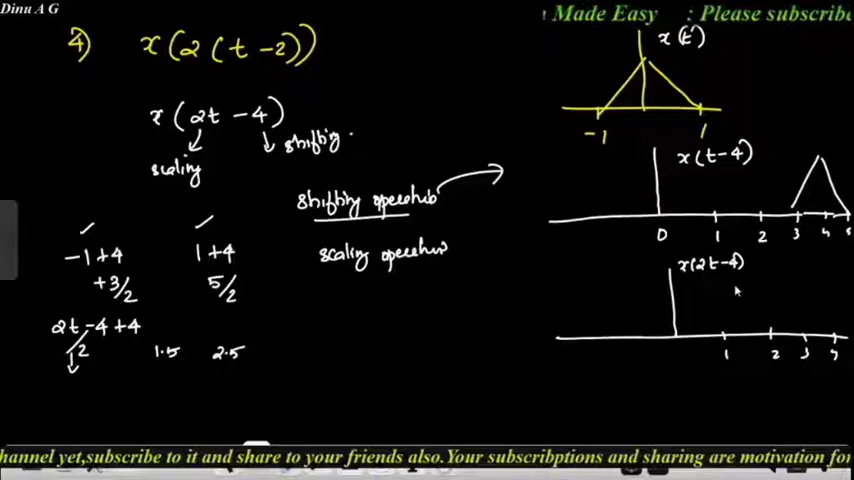 Dinu A G
Made Easy : Please subscribe
4) x(2(t-2))
x(2t-4)
scaling
shifting.
shifting
scaling
-1+4 1+4
+3/2 5/2
2t-4+4
2
1.5 2.5
x(t)
-1 1
x(t-4)
0 1 2 3 4 5
x(2t-4)
1 2 3 4
channel yet,subscribe to it and share to your friends also.Your subscribptions and sharing are motivation for